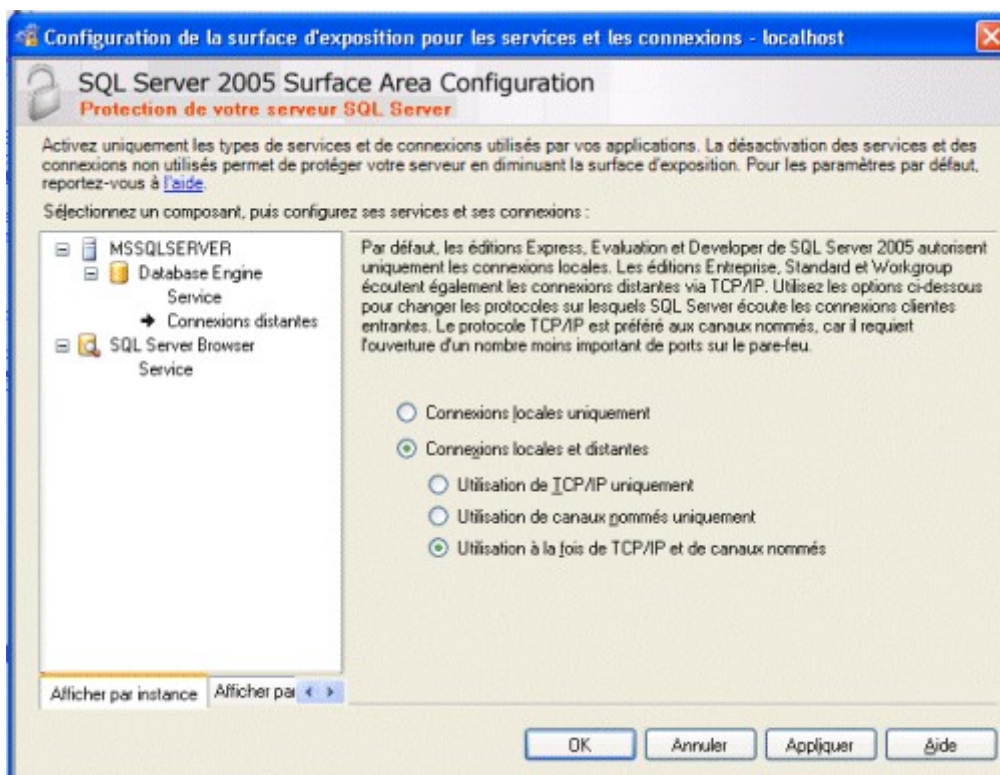 Configuration de la surface d'exposition pour les services et les connexions - localhost
SQL Server 2005 Surface Area Configuration
Protection de votre serveur SQL Server
Activez uniquement les types de services et de connexions utilisés par vos applications. La désactivation des services et des
connexions non utilisés permet de protéger votre serveur en diminuant la surface d'exposition. Pour les paramètres par défaut,
reportez-vous à l'aide.
Sélectionnez un composant, puis configurez ses services et ses connexions :
MSSQLSERVER
Database Engine
Service
Connexions distantes
SQL Server Browser
Service
Afficher par instance
Afficher par
Par défaut, les éditions Express, Evaluation et Developer de SQL Server 2005 autorisent
uniquement les connexions locales. Les éditions Entreprise, Standard et Workgroup
écoutent également les connexions distantes via TCP/IP. Utilisez les options ci-dessous
pour changer les protocoles sur lesquels SQL Server écoute les connexions clientes
entrantes. Le protocole TCP/IP est préféré aux canaux nommés, car il requiert
l'ouverture d'un nombre moins important de ports sur le pare-feu.
Connexions locales uniquement
Connexions locales et distantes
Utilisation de TCP/IP uniquement
Utilisation de canaux nommés uniquement
Utilisation à la fois de TCP/IP et de canaux nommés
OK
Annuler
Appliquer
Aide